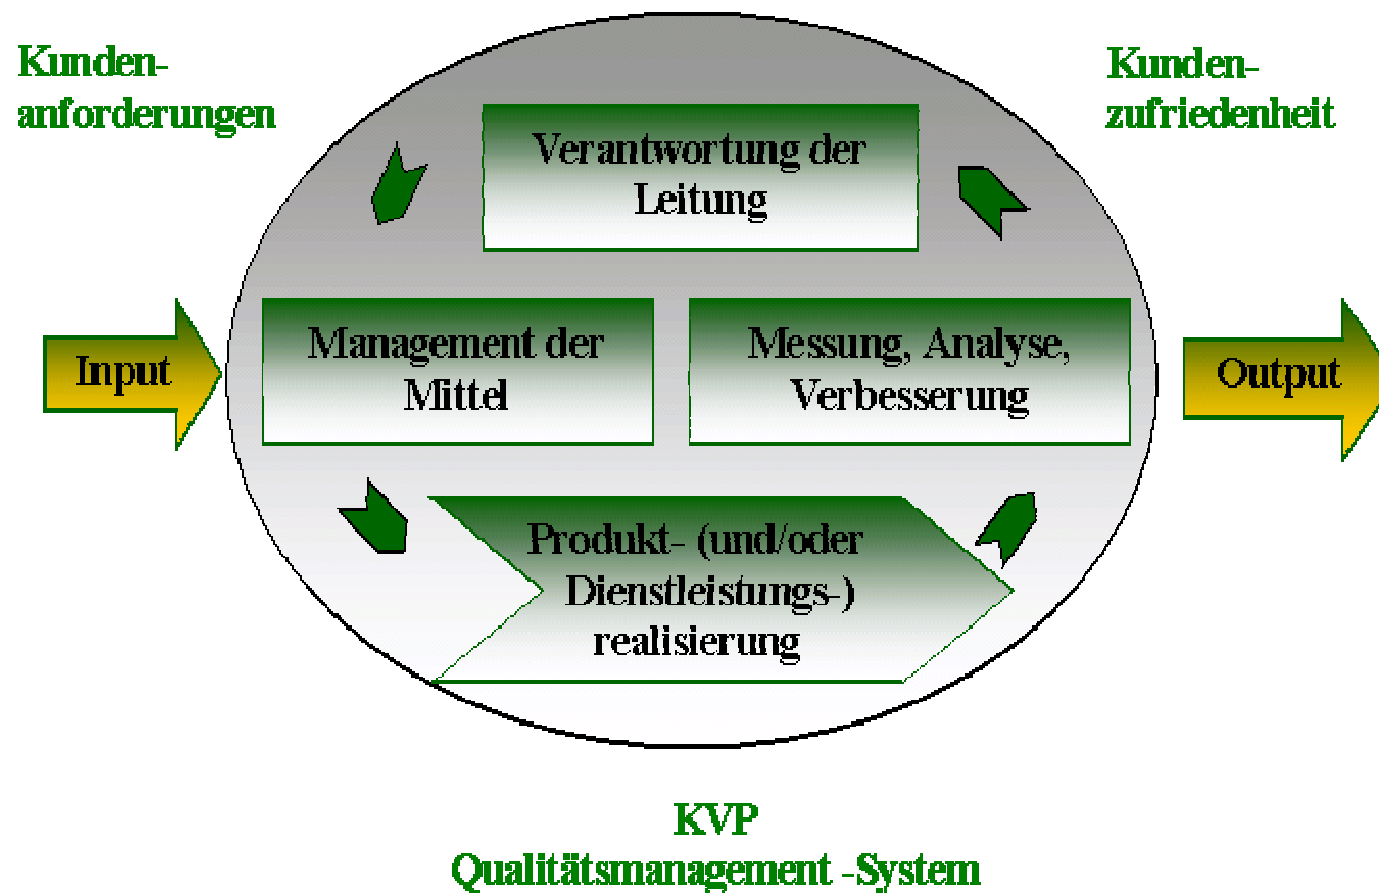 Kunden-
anforderungen
Kunden-
zufriedenheit
Verantwortung der
Leitung
Input
Management der
Mittel
Messung, Analyse,
Verbesserung
Output
Produkt- (und/oder
Dienstleistungs-)
realisierung
KVP
Qualitätsmanagement -System